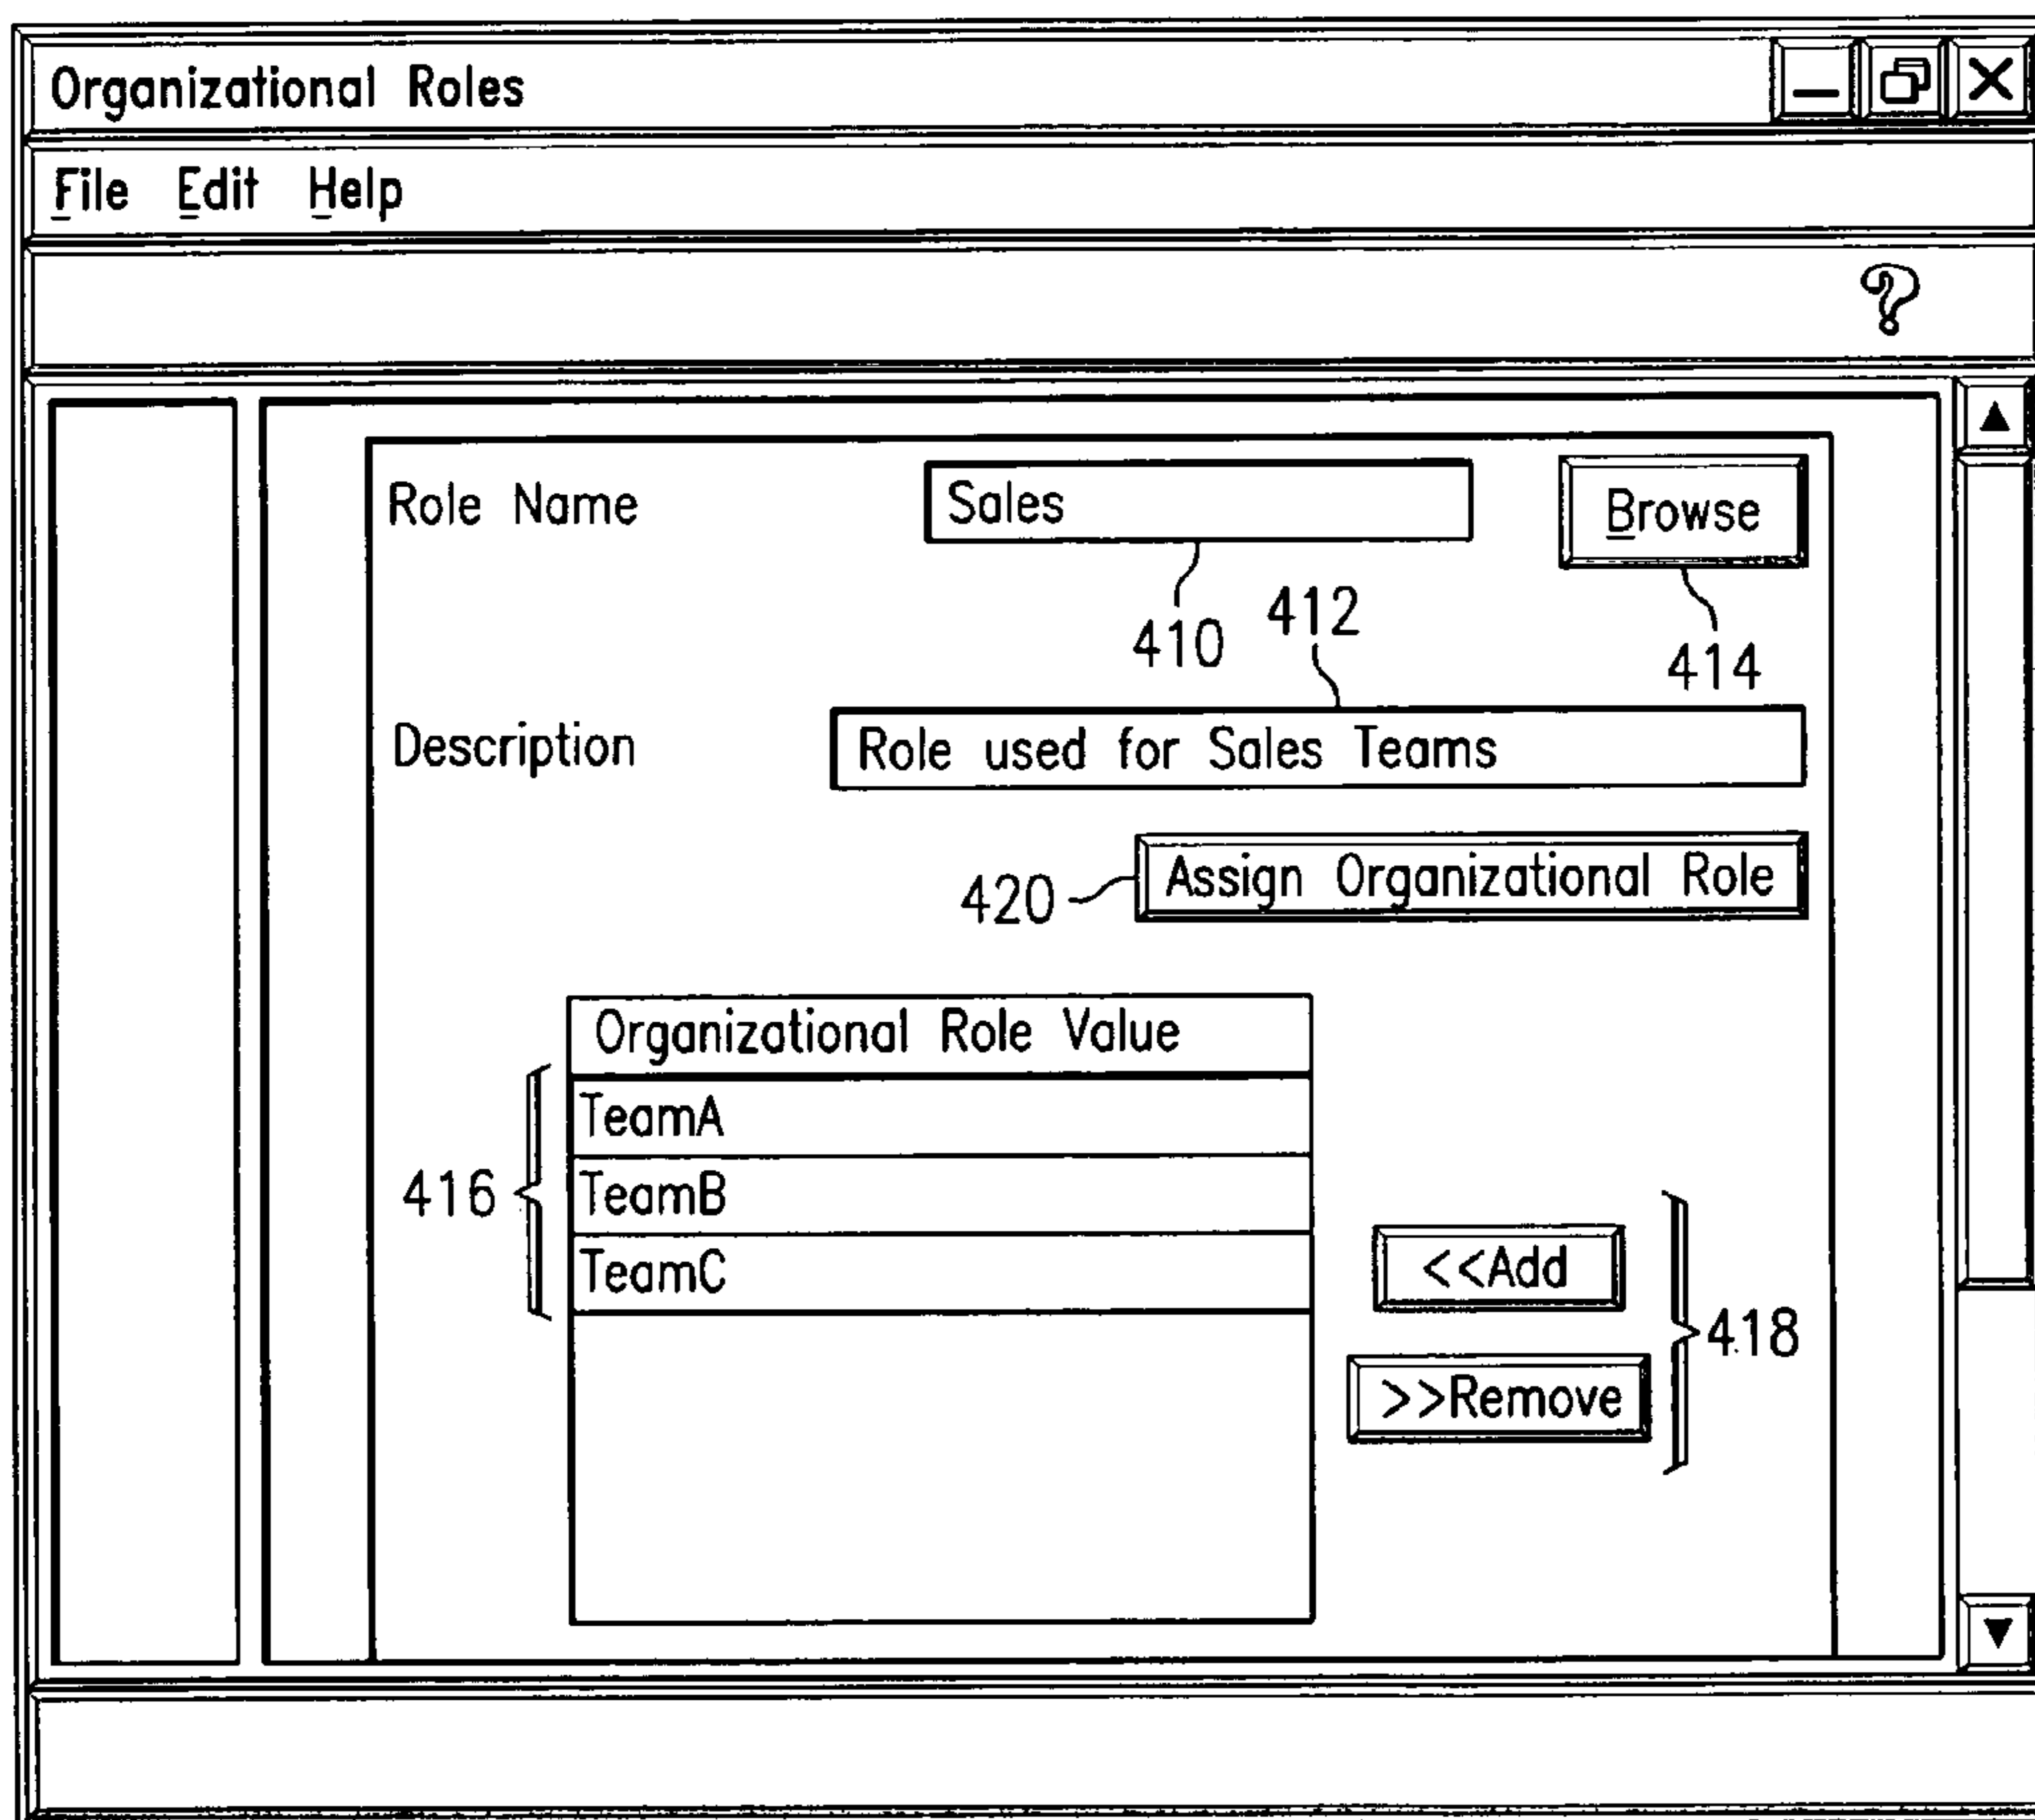 Organizational Roles
File Edit Help
?
Role Name Sales Browse
410 412 414
Description Role used for Sales Teams
420 Assign Organizational Role
Organizational Role Value
TeamA
416 TeamB
TeamC <<Add
418
>>Remove